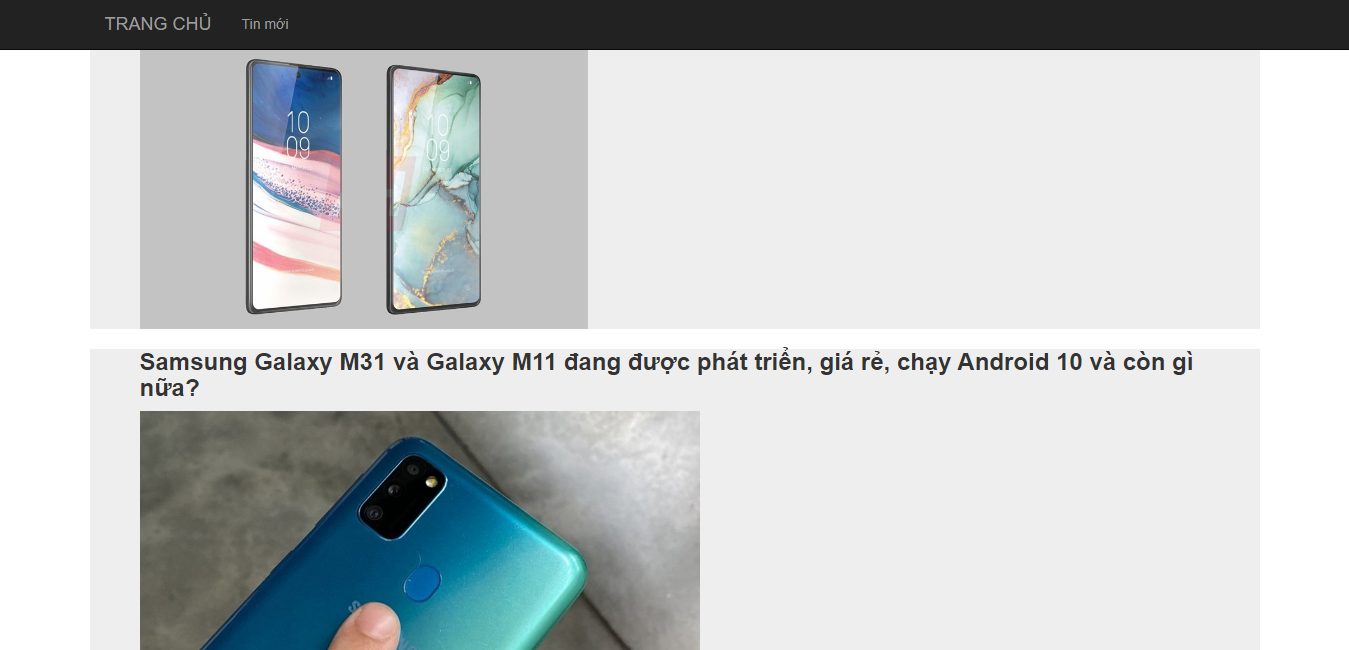 TRANG CHỦ Tin mới
10 10
09 09
Samsung Galaxy M31 và Galaxy M11 đang được phát triển, giá rẻ, chạy Android 10 và còn gì
nữa?